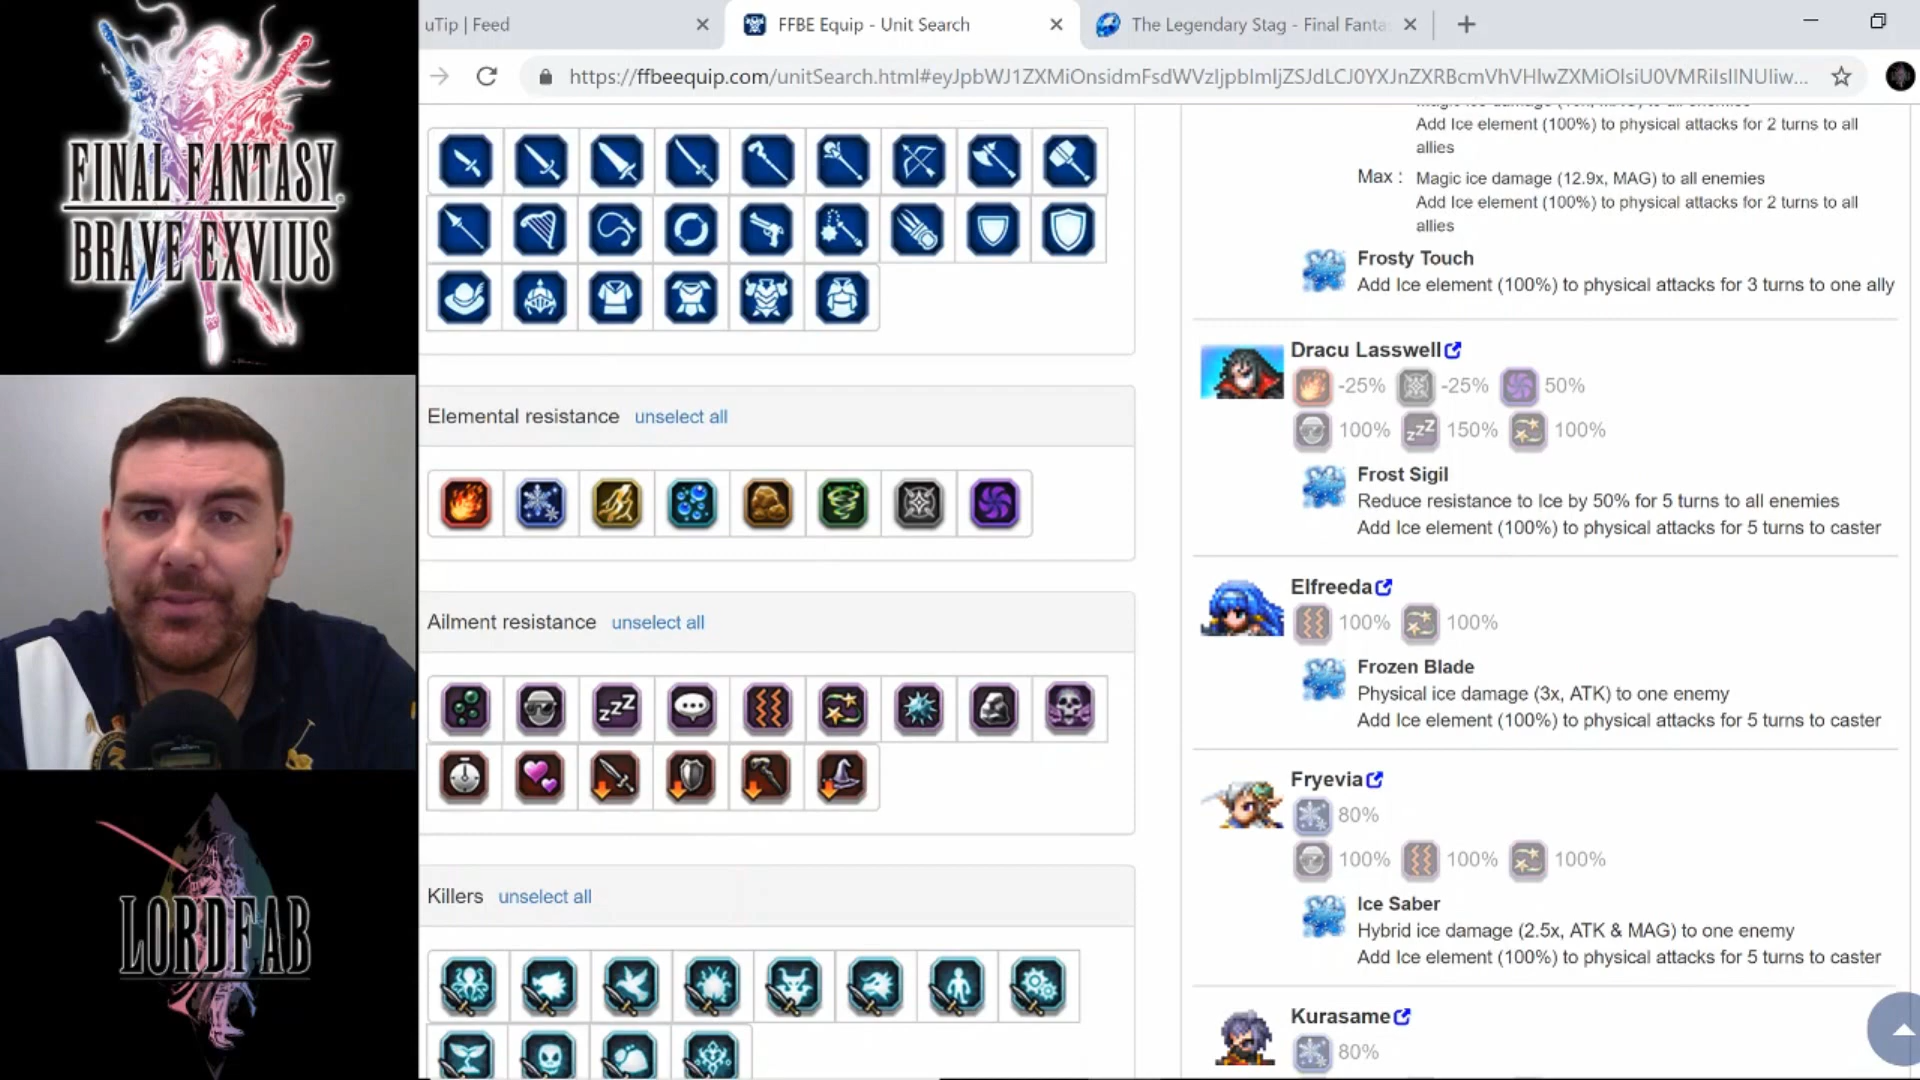 FINAL FANTASY
BRAVE EXVIUS
LORDFAB
uTip | Feed
FFBE Equip - Unit Search
The Legendary Stag - Final Fanta
https://ffbeequip.com/unitSearch.html#eyJpbWJ1ZXMiOnsidmFsdWVzIjpbImljZSJdLCJ0YXJnZXRBcmVhVHlwZXMiOlsiU0VMRiIsIlNUIiw...
Elemental resistance unselect all
Ailment resistance unselect all
zzZ
Killers unselect all
Add Ice element (100%) to physical attacks for 2 turns to all
allies
Max : Magic ice damage (12.9x, MAG) to all enemies
Add Ice element (100%) to physical attacks for 2 turns to all
allies
Frosty Touch
Add Ice element (100%) to physical attacks for 3 turns to one ally
Dracu Lasswell
-25% -25% 50%
100% zzZ 150% 100%
Frost Sigil
Reduce resistance to Ice by 50% for 5 turns to all enemies
Add Ice element (100%) to physical attacks for 5 turns to caster
Elfreeda
100% 100%
Frozen Blade
Physical ice damage (3x, ATK) to one enemy
Add Ice element (100%) to physical attacks for 5 turns to caster
Fryevia
80%
100% 100% 100%
Ice Saber
Hybrid ice damage (2.5x, ATK & MAG) to one enemy
Add Ice element (100%) to physical attacks for 5 turns to caster
Kurasame
80%